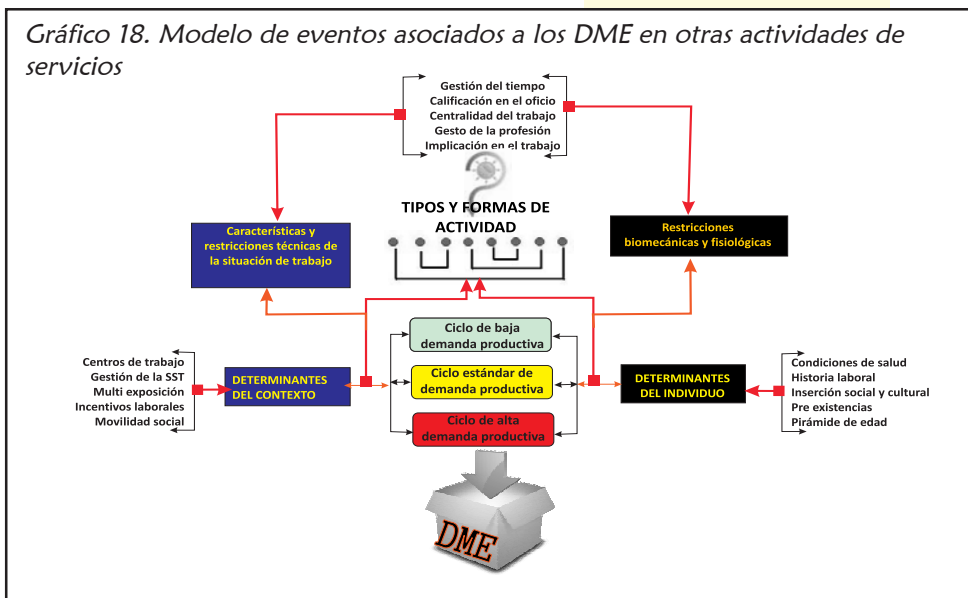 Gráfico 18. Modelo de eventos asociados a los DME en otras actividades de
servicios
Gestión del tiempo
Calificación en el oficio
Centralidad del trabajo
Gesto de la profesión
Implicación en el trabajo
TIPOS Y FORMAS DE
ACTIVIDAD
Características y
restricciones técnicas de
la situación de trabajo
Restricciones
biomecánicas y fisiológicas
Ciclo de baja
demanda productiva
Ciclo estándar de
demanda productiva
Ciclo de alta
demanda productiva
Centros de trabajo
Gestión de la SST
Multi exposición
Incentivos laborales
Movilidad social
DETERMINANTES
DEL CONTEXTO
DETERMINANTES
DEL INDIVIDUO
Condiciones de salud
Historia laboral
Inserción social y cultural
Pre existencias
Pirámide de edad
DME